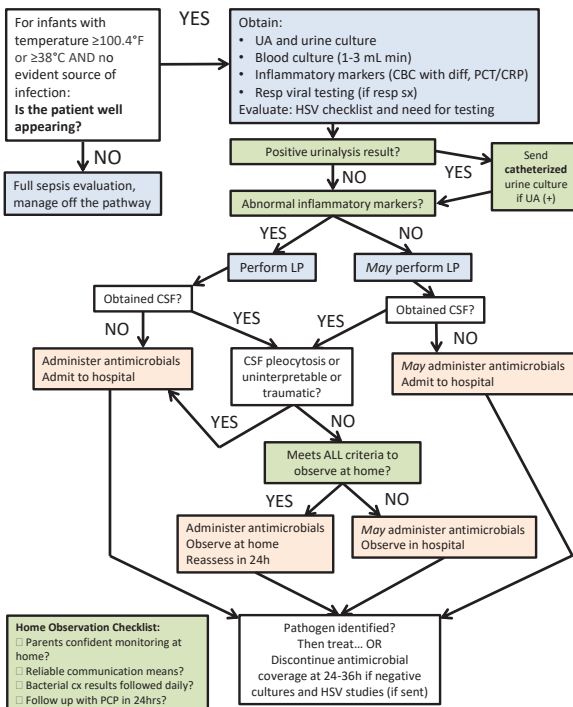 For infants with
temperature ≥100.4°F
or ≥38°C AND no
evident source of
infection:
Is the patient well
appearing?
YES
Obtain:
• UA and urine culture
• Blood culture (1-3 mL min)
• Inflammatory markers (CBC with diff, PCT/CRP)
• Resp viral testing (if resp sx)
Evaluate: HSV checklist and need for testing
NO
Full sepsis evaluation,
manage off the pathway
Positive urinalysis result?
YES
Send
catheterized
urine culture
if UA (+)
NO
Abnormal inflammatory markers?
YES
NO
Perform LP
May perform LP
Obtained CSF?
Obtained CSF?
NO
YES
YES
NO
Administer antimicrobials
Admit to hospital
CSF pleocytosis or
uninterpretable or
traumatic?
May administer antimicrobials
Admit to hospital
YES
NO
Meets ALL criteria to
observe at home?
YES
NO
Administer antimicrobials
Observe at home
Reassess in 24h
May administer antimicrobials
Observe in hospital
Home Observation Checklist:
□ Parents confident monitoring at
home?
□ Reliable communication means?
□ Bacterial cx results followed daily?
□ Follow up with PCP in 24hrs?
Pathogen identified?
Then treat… OR
Discontinue antimicrobial
coverage at 24-36h if negative
cultures and HSV studies (if sent)